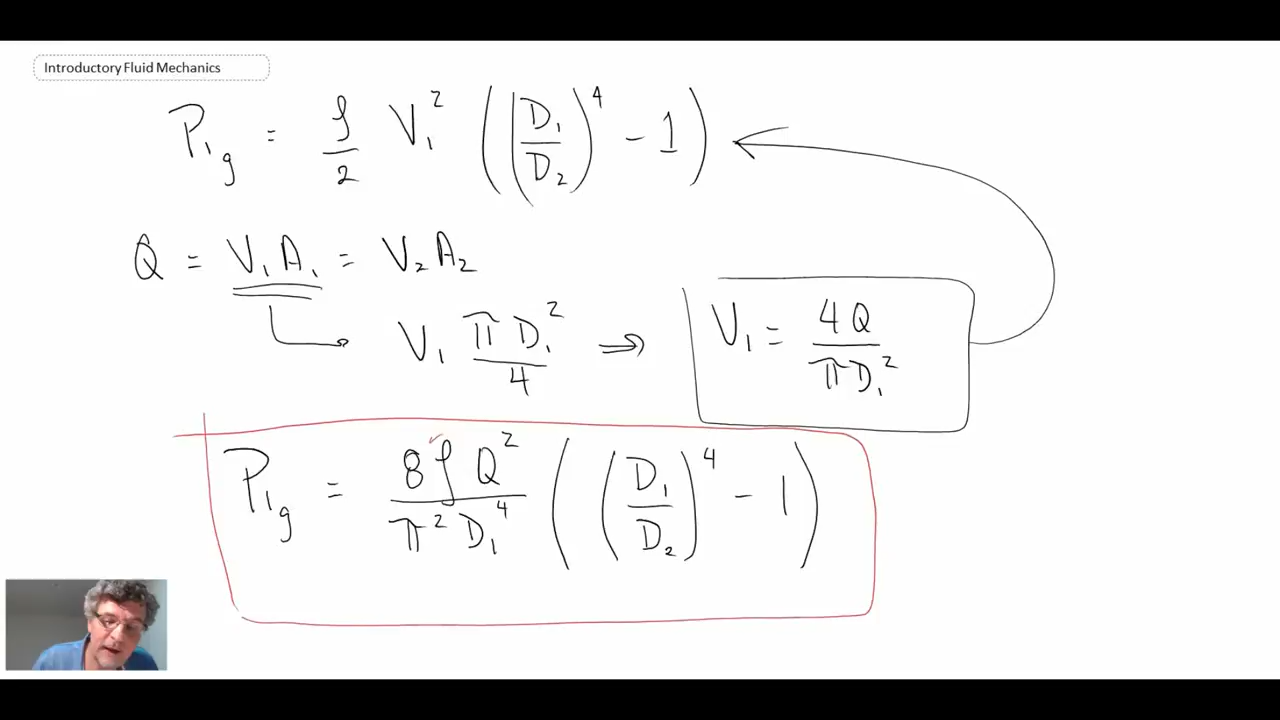 Introductory Fluid Mechanics
P₁g = ρ/2 V₁² ((D₁/D₂)⁴ - 1)
Q = V₁A₁ = V₂A₂
V₁ πD₁²/4 ⇒ V₁ = 4Q/πD₁²
P₁g = 8ρQ²/π²D₁⁴ ((D₁/D₂)⁴ - 1)